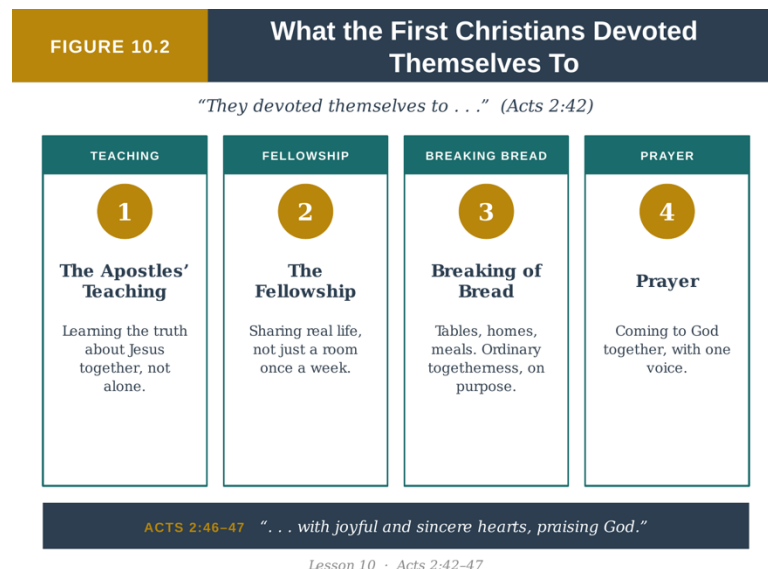 FIGURE 10.2
What the First Christians Devoted
Themselves To
“They devoted themselves to . . .” (Acts 2:42)
TEACHING
1
The Apostles’
Teaching
Learning the truth
about Jesus
together, not
alone.
FELLOWSHIP
2
The
Fellowship
Sharing real life,
not just a room
once a week.
BREAKING BREAD
3
Breaking of
Bread
Tables, homes,
meals. Ordinary
togetherness, on
purpose.
PRAYER
4
Prayer
Coming to God
together, with one
voice.
ACTS 2:46–47 “. . . with joyful and sincere hearts, praising God.”
Lesson 10 · Acts 2:42–47